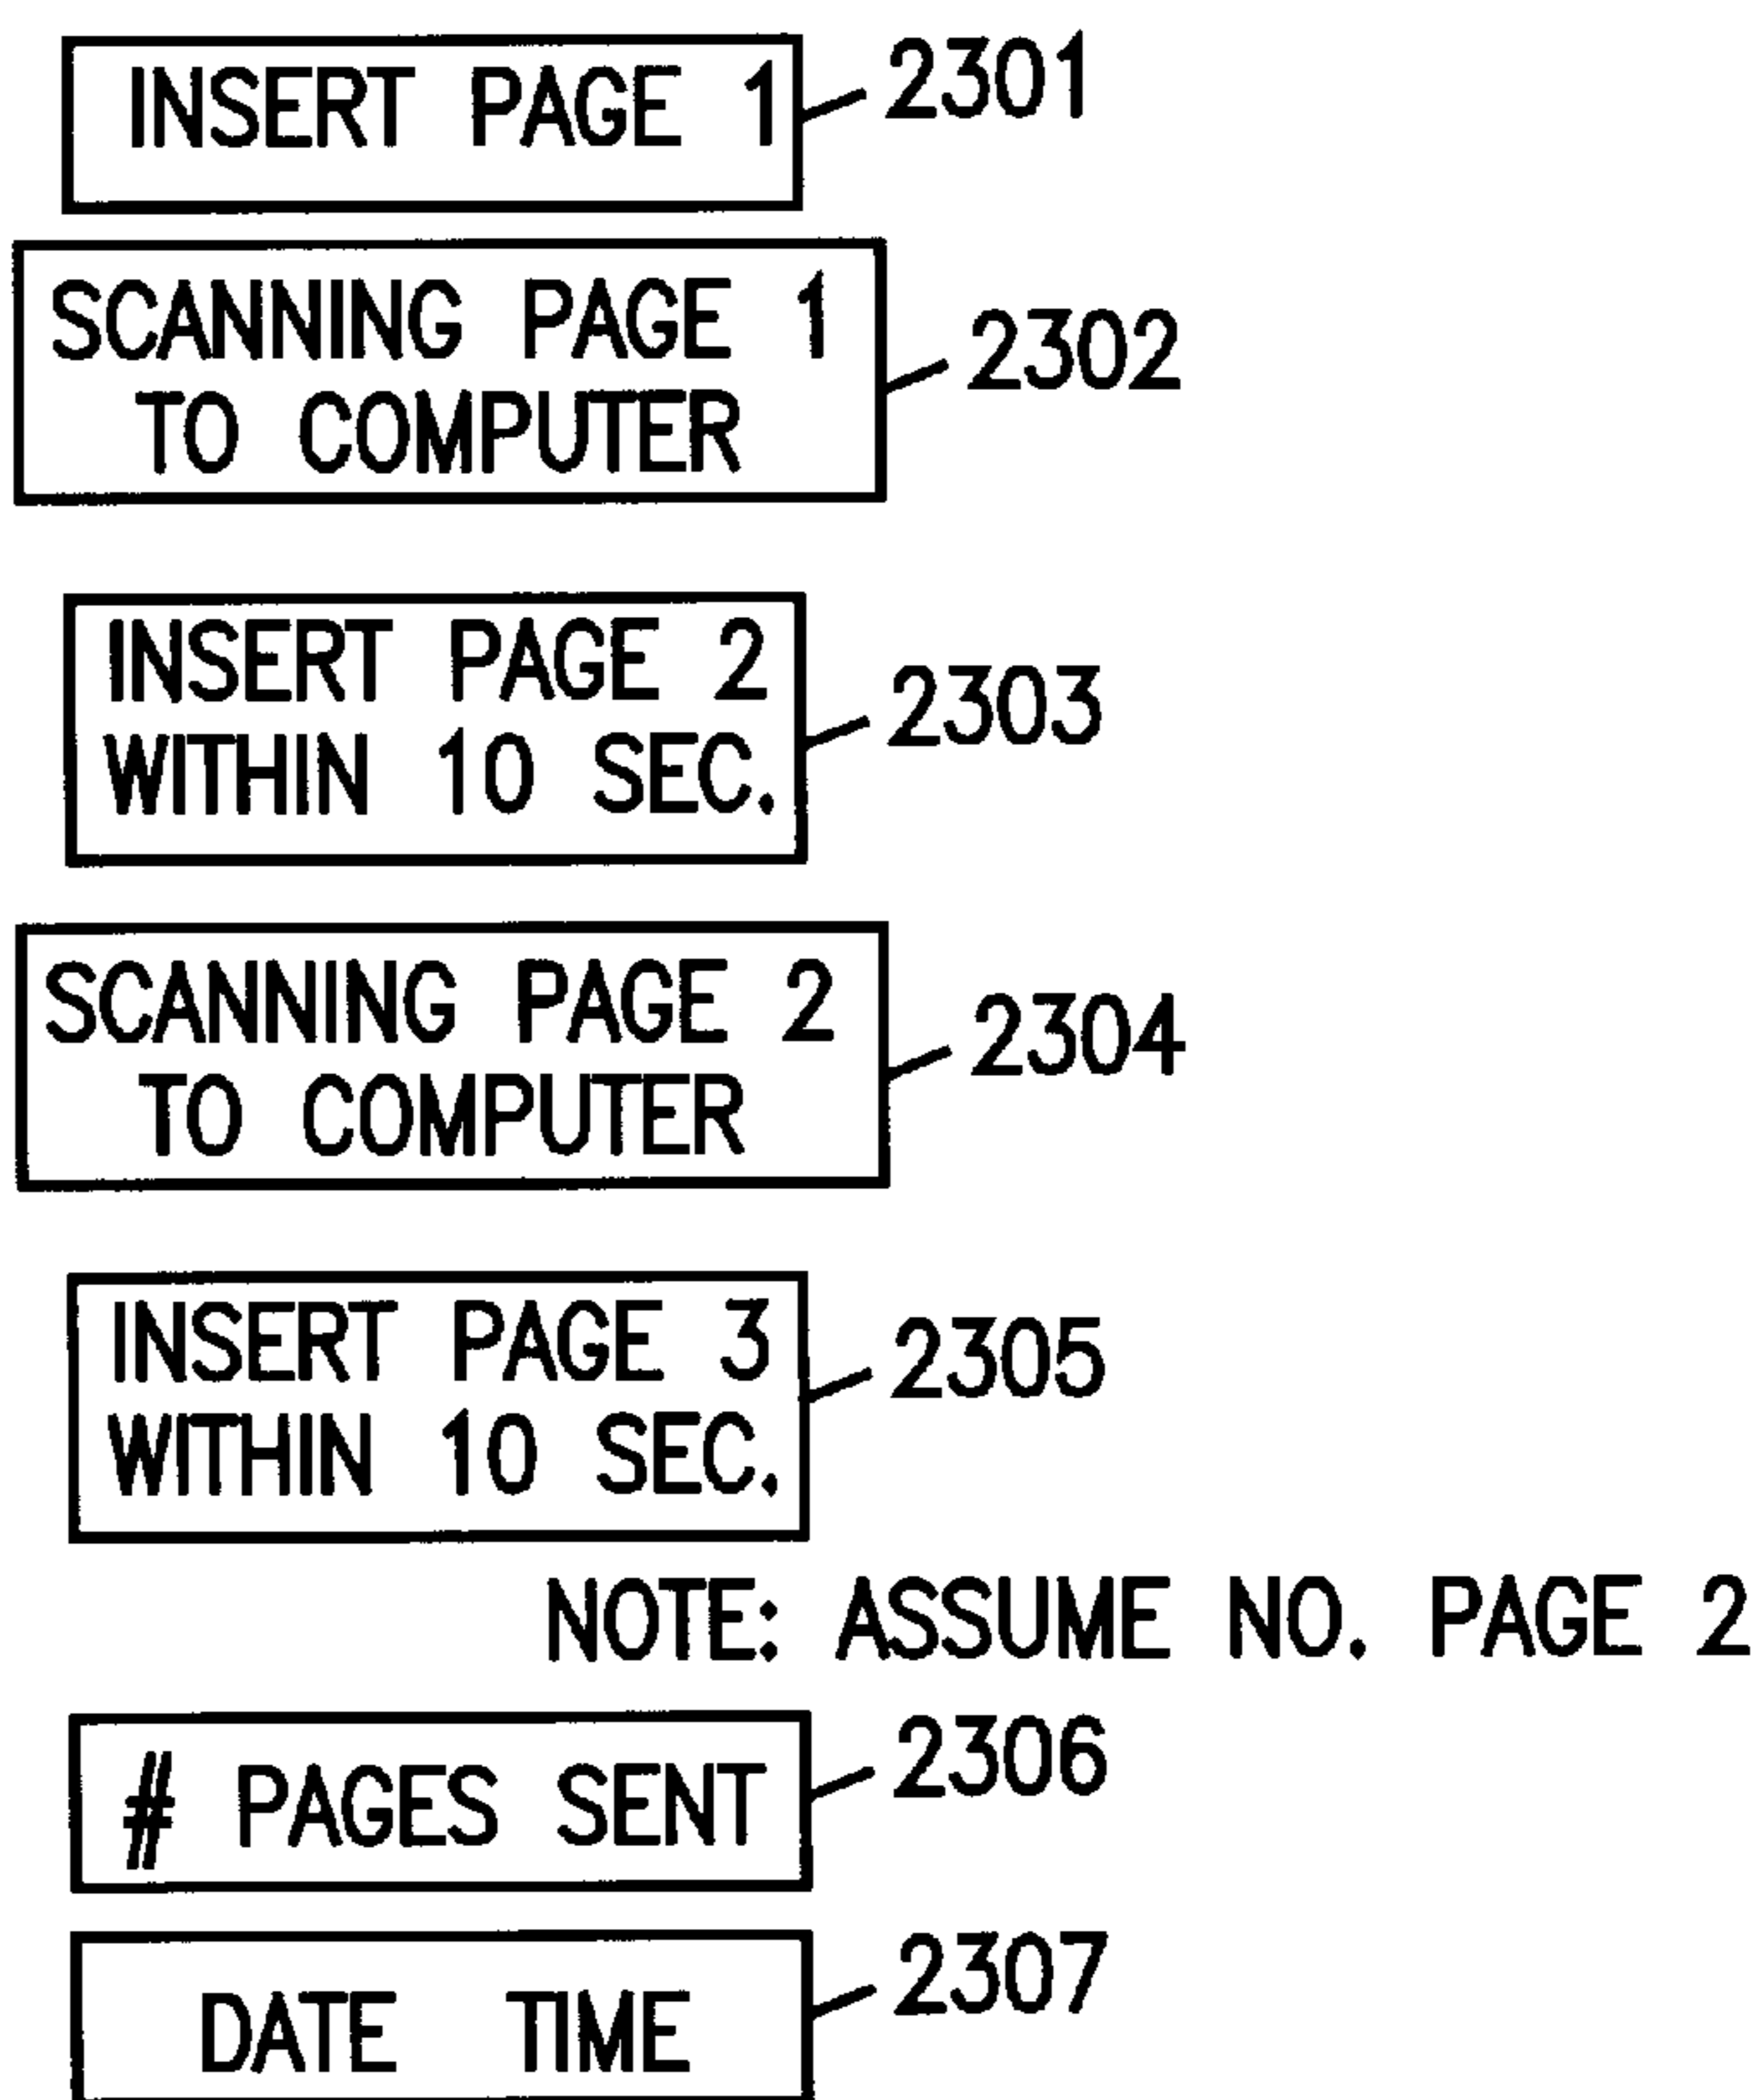 INSERT PAGE 1
2301
SCANNING PAGE 1
TO COMPUTER
2302
INSERT PAGE 2
WITHIN 10 SEC.
2303
SCANNING PAGE 2
TO COMPUTER
2304
INSERT PAGE 3
WITHIN 10 SEC.
2305
NOTE: ASSUME NO. PAGE 2
# PAGES SENT
2306
DATE TIME
2307